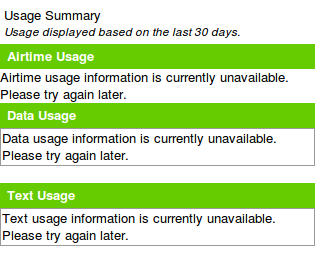 Usage Summary
Usage displayed based on the last 30 days.
Airtime Usage
Airtime usage information is currently unavailable.
Please try again later.
Data Usage
Data usage information is currently unavailable.
Please try again later.
Text Usage
Text usage information is currently unavailable.
Please try again later.